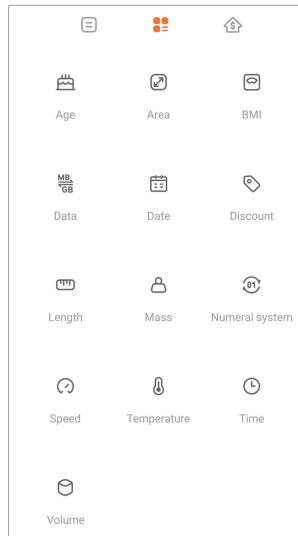 $
Age
Area
BMI
MB
GB
Data
Date
Discount
Length
Mass
01
Numeral system
Speed
Temperature
Time
Volume